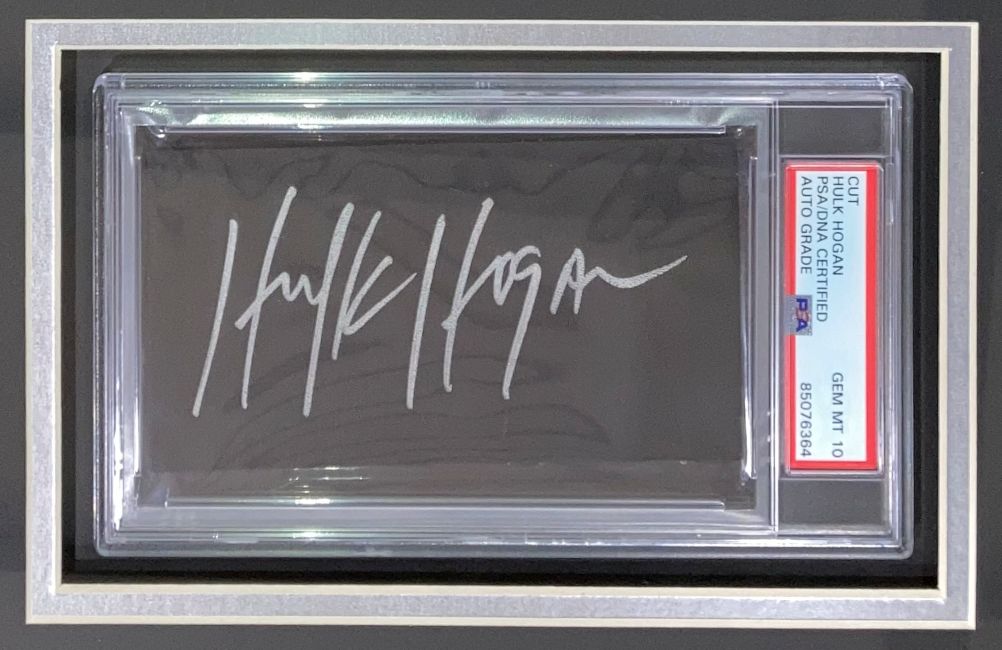 Hulk Hogan
CUT
HULK HOGAN
PSA/DNA CERTIFIED
AUTO GRADE
PSA
GEM MT 10
85076364